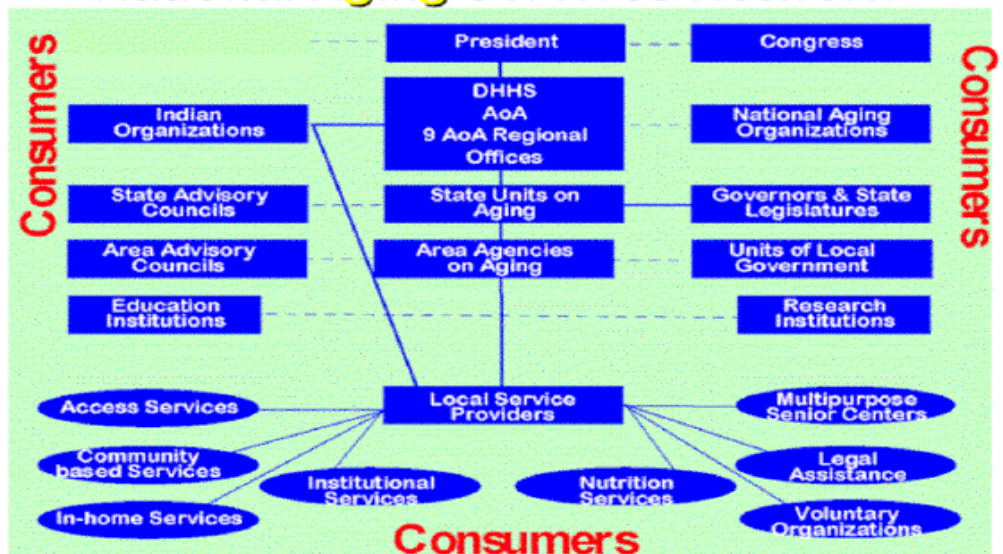 Aging
Consumers
President
Congress
Consumers
DHHS
AoA
9 AoA Regional
Offices
Indian
Organizations
National Aging
Organizations
State Advisory
Councils
State Units on
Aging
Governors & State
Legislatures
Area Advisory
Councils
Area Agencies
on Aging
Units of Local
Government
Education
Institutions
Research
Institutions
Local Service
Providers
Access Services
Multipurpose
Senior Centers
Community
based Services
Legal
Assistance
Institutional
Services
Nutrition
Services
In-home Services
Voluntary
Organizations
Consumers